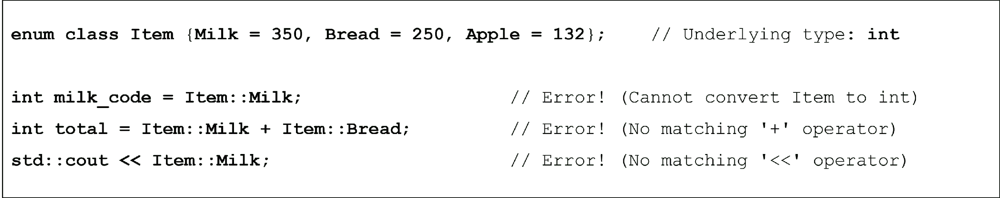 enum class Item {Milk = 350, Bread = 250, Apple = 132}; // Underlying type: int
int milk_code = Item::Milk; // Error! (Cannot convert Item to int)
int total = Item::Milk + Item::Bread; // Error! (No matching '+' operator)
std::cout << Item::Milk; // Error! (No matching '<<' operator)